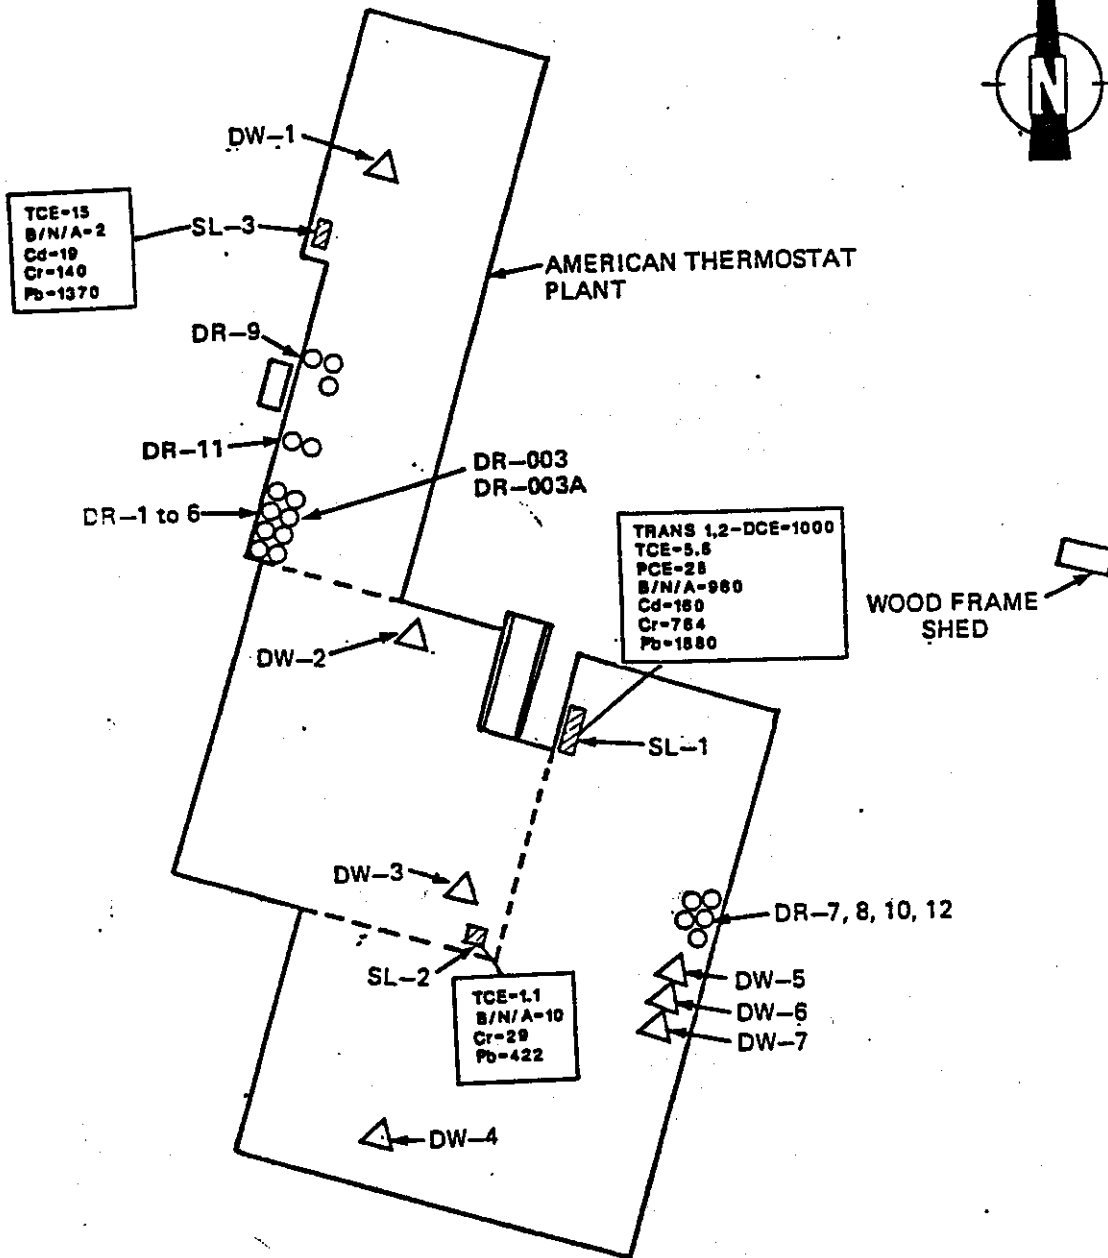 N
DW-1
TCE=15
B/N/A=2
Cd=19
Cr=140
Pb=1370
SL-3
AMERICAN THERMOSTAT
PLANT
DR-9
DR-11
DR-003
DR-003A
DR-1 to 6
TRANS 1,2-DCE=1000
TCE=5.6
PCE=28
B/N/A=980
Cd=160
Cr=764
Pb=1880
WOOD FRAME
SHED
DW-2
SL-1
DW-3
DR-7, 8, 10, 12
SL-2
DW-5
TCE=1.1
B/N/A=10
Cr=29
Pb=422
DW-6
DW-7
DW-4